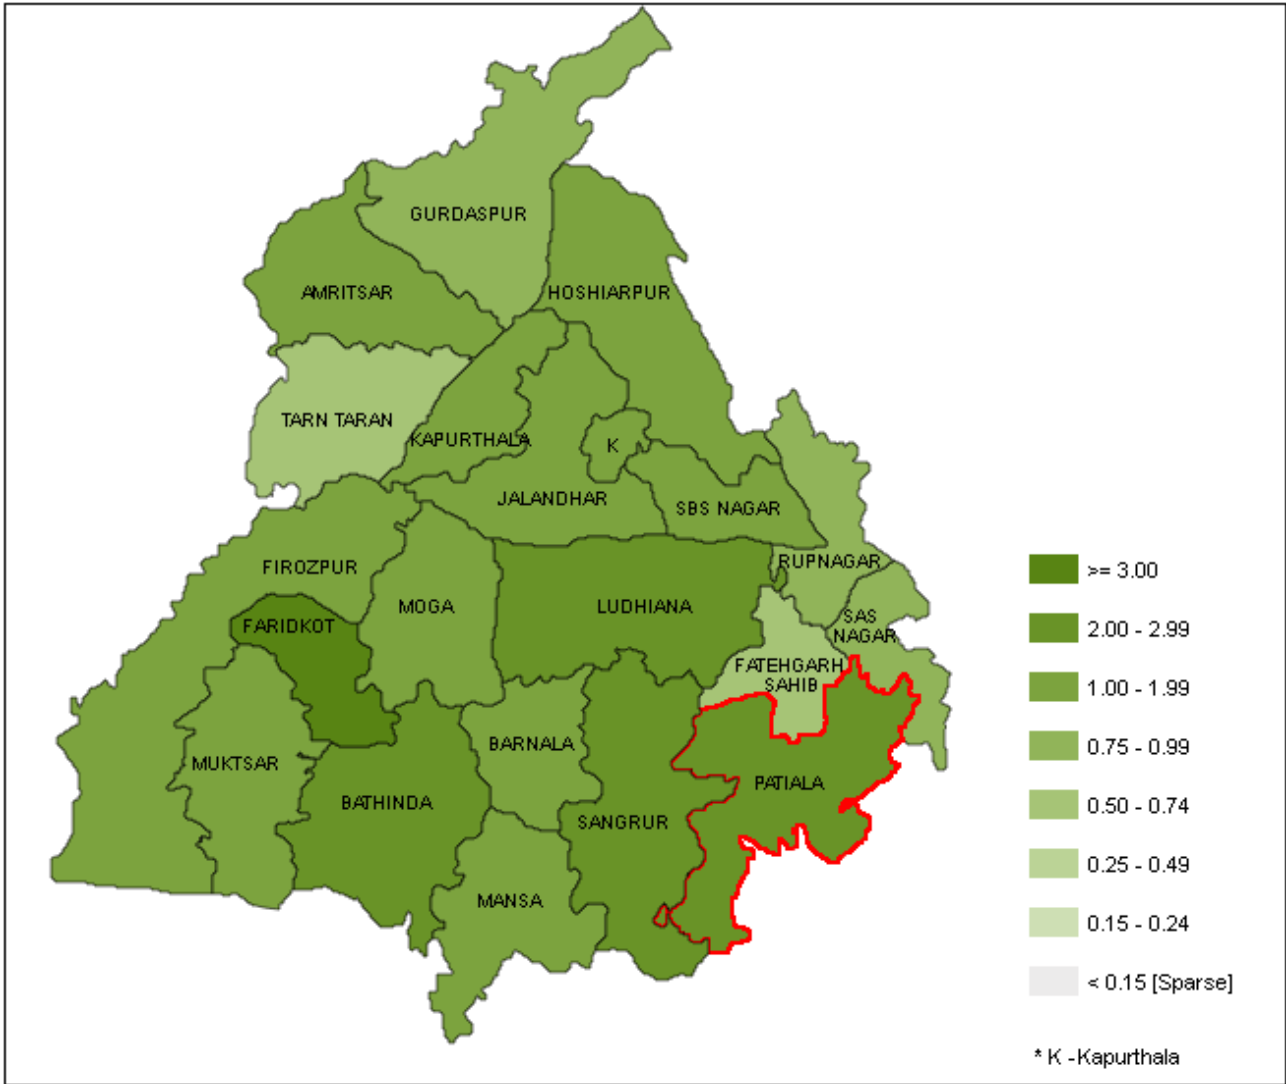 GURDASPUR
AMRITSAR
HOSHIARPUR
TARN TARAN
KAPURTHALA
K
JALANDHAR
SBS NAGAR
FIROZPUR
RUPNAGAR
MOGA
LUDHIANA
FARIDKOT
SAS
NAGAR
FATEHGARH
SAHIB
BARNALA
MUKTSAR
BATHINDA
PATIALA
SANGRUR
MANSA
>= 3.00
2.00 - 2.99
1.00 - 1.99
0.75 - 0.99
0.50 - 0.74
0.25 - 0.49
0.15 - 0.24
< 0.15 [Sparse]
* K -Kapurthala